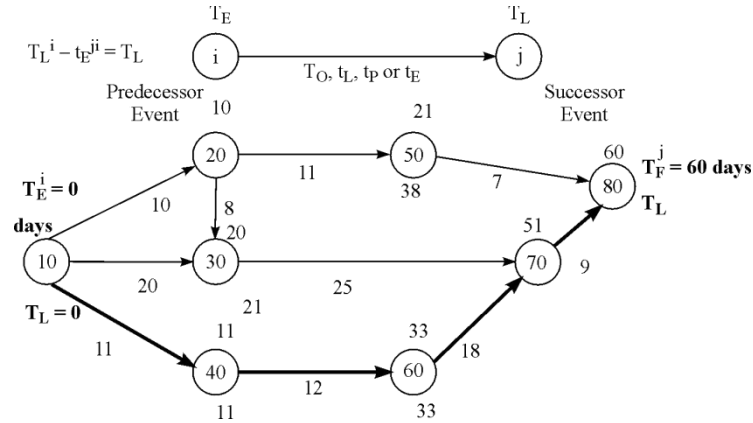 T_E T_L
T_L^i – t_E^ji = T_L i j
T_O, t_L, t_P or t_E
Predecessor Event
Successor Event
10 21
20 50 60
11 38 7
T_E^i = 0
10 8
T_F^j = 60 days
80
T_L
days
20 51
10 30 70
20 21 25 9
T_L = 0
11 11 33 18
40 60
12
11 33